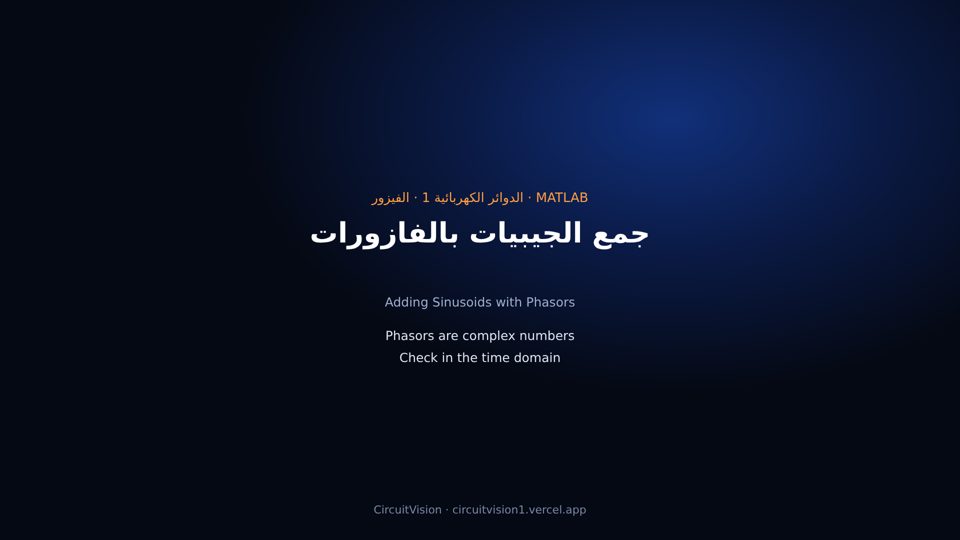 MATLAB · الدوائر الكهربائية 1 · الفيزور
جمع الجيبيات بالفازورات
Adding Sinusoids with Phasors
Phasors are complex numbers
Check in the time domain
CircuitVision · circuitvision1.vercel.app